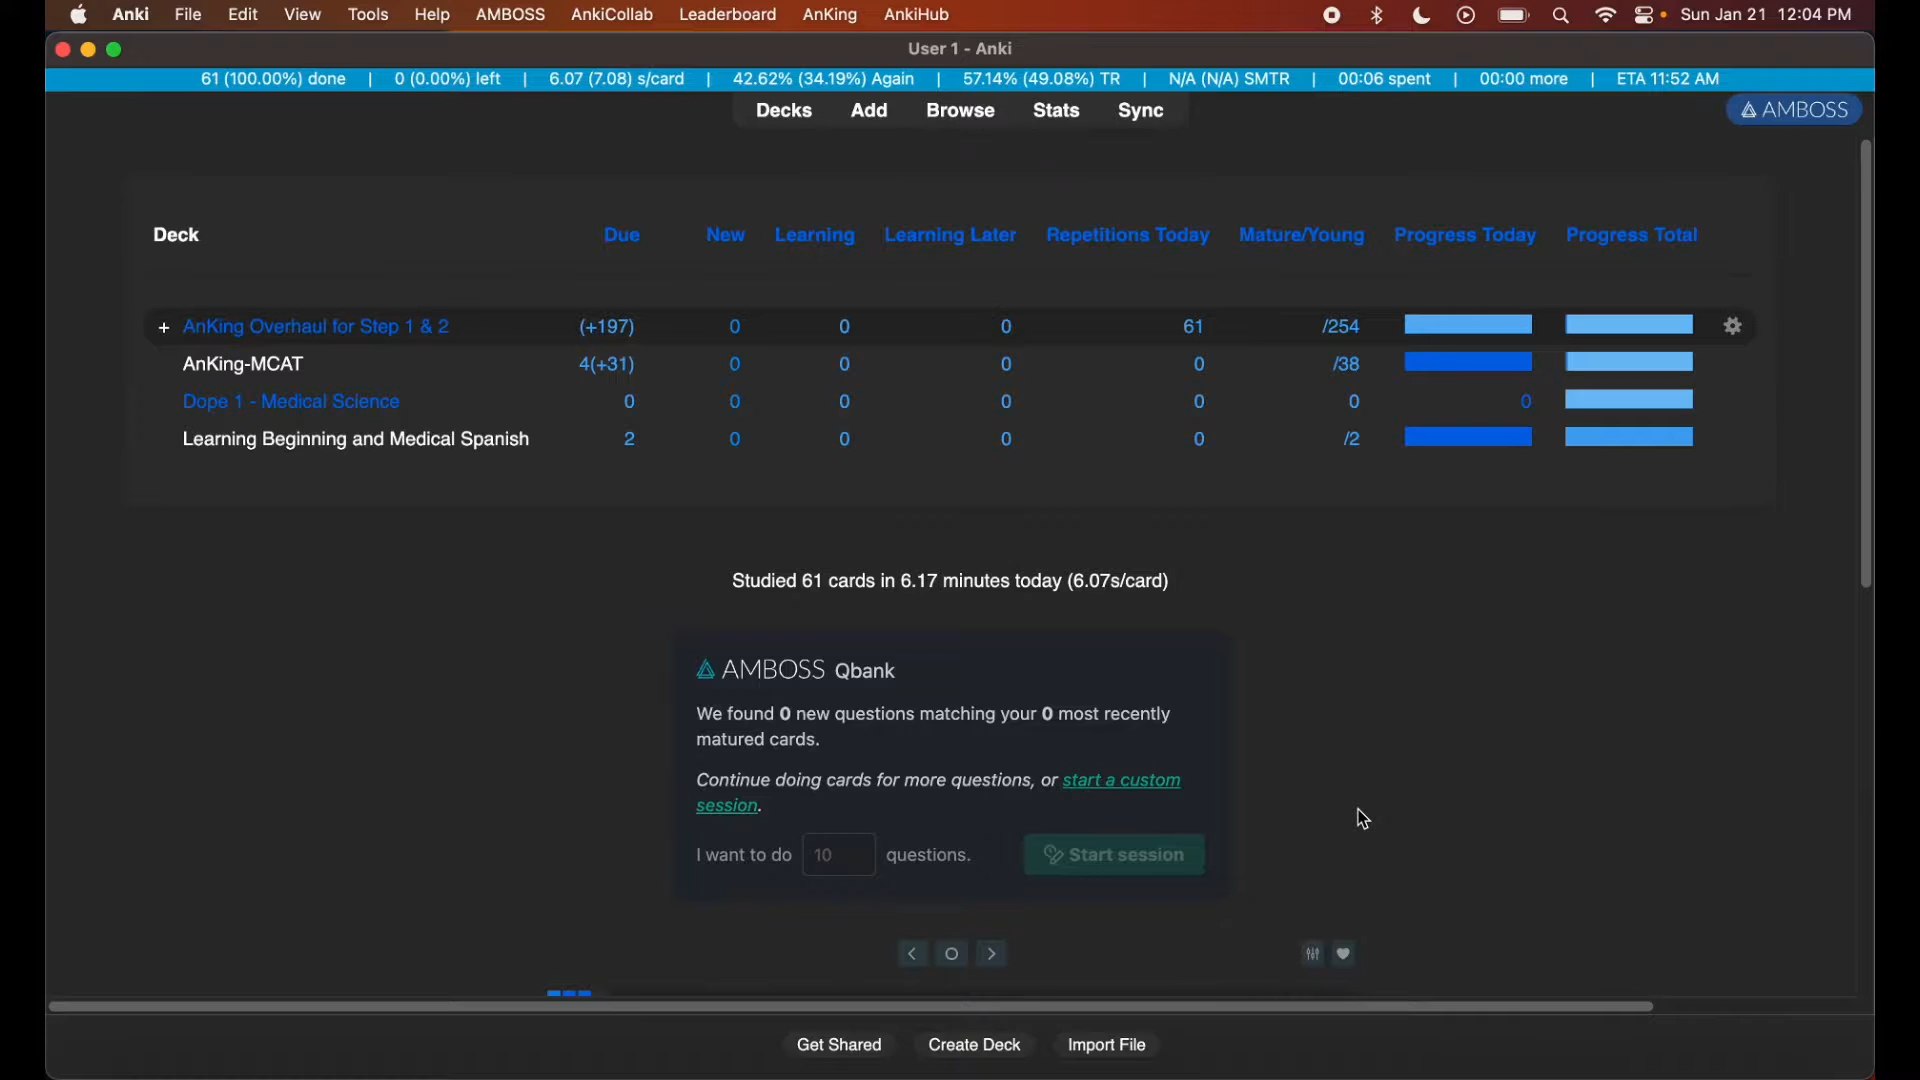 Anki File Edit View Tools Help AMBOSS AnkiCollab Leaderboard AnKing AnkiHub Sun Jan 21 12:04 PM
User 1 - Anki
61 (100.00%) done | 0 (0.00%) left | 6.07 (7.08) s/card | 42.62% (34.19%) Again | 57.14% (49.08%) TR | N/A (N/A) SMTR | 00:06 spent | 00:00 more | ETA 11:52 AM
Decks Add Browse Stats Sync AMBOSS
Deck Due New Learning Learning Later Repetitions Today Mature/Young Progress Today Progress Total
+ AnKing Overhaul for Step 1 & 2 (+197) 0 0 0 61 /254
AnKing-MCAT 4(+31) 0 0 0 0 /38
Dope 1 - Medical Science 0 0 0 0 0 0 0
Learning Beginning and Medical Spanish 2 0 0 0 0 /2
Studied 61 cards in 6.17 minutes today (6.07s/card)
AMBOSS Qbank
We found 0 new questions matching your 0 most recently
matured cards.
Continue doing cards for more questions, or start a custom
session.
I want to do 10 questions. Start session
Get Shared Create Deck Import File